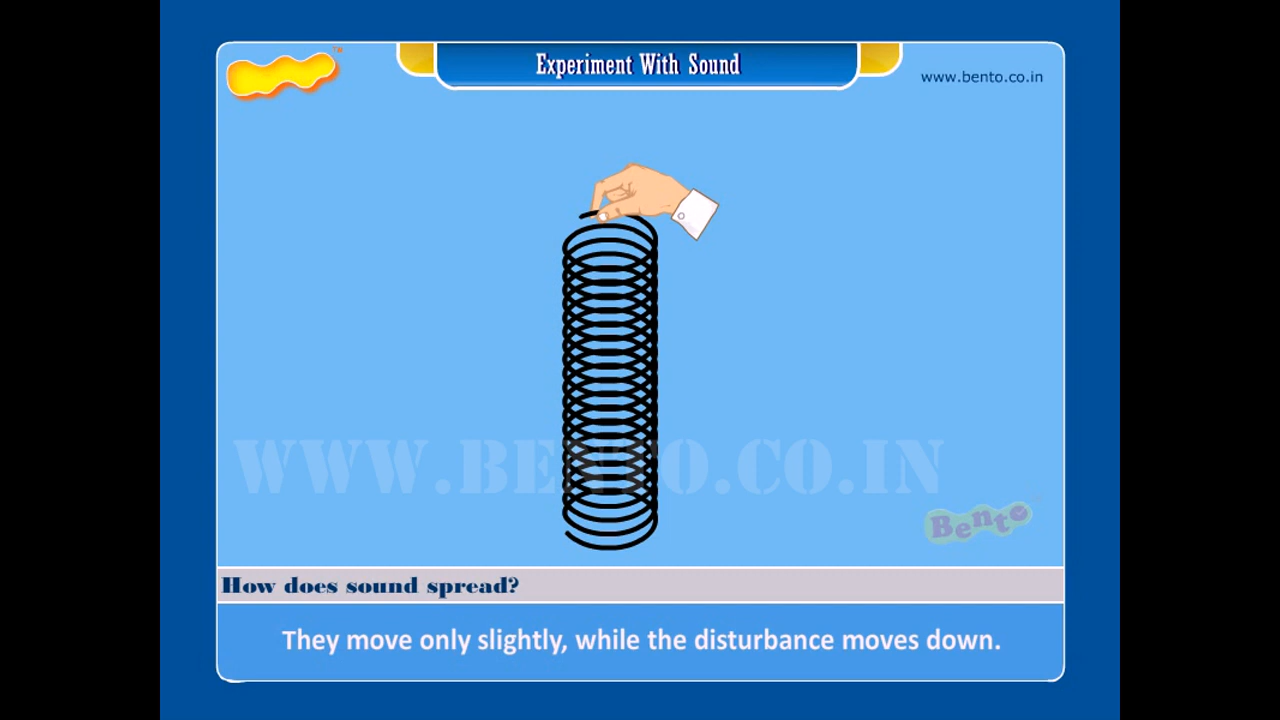 TM
Experiment With Sound
www.bento.co.in
WWW.BENTO.CO.IN
Bento
How does sound spread?
They move only slightly, while the disturbance moves down.